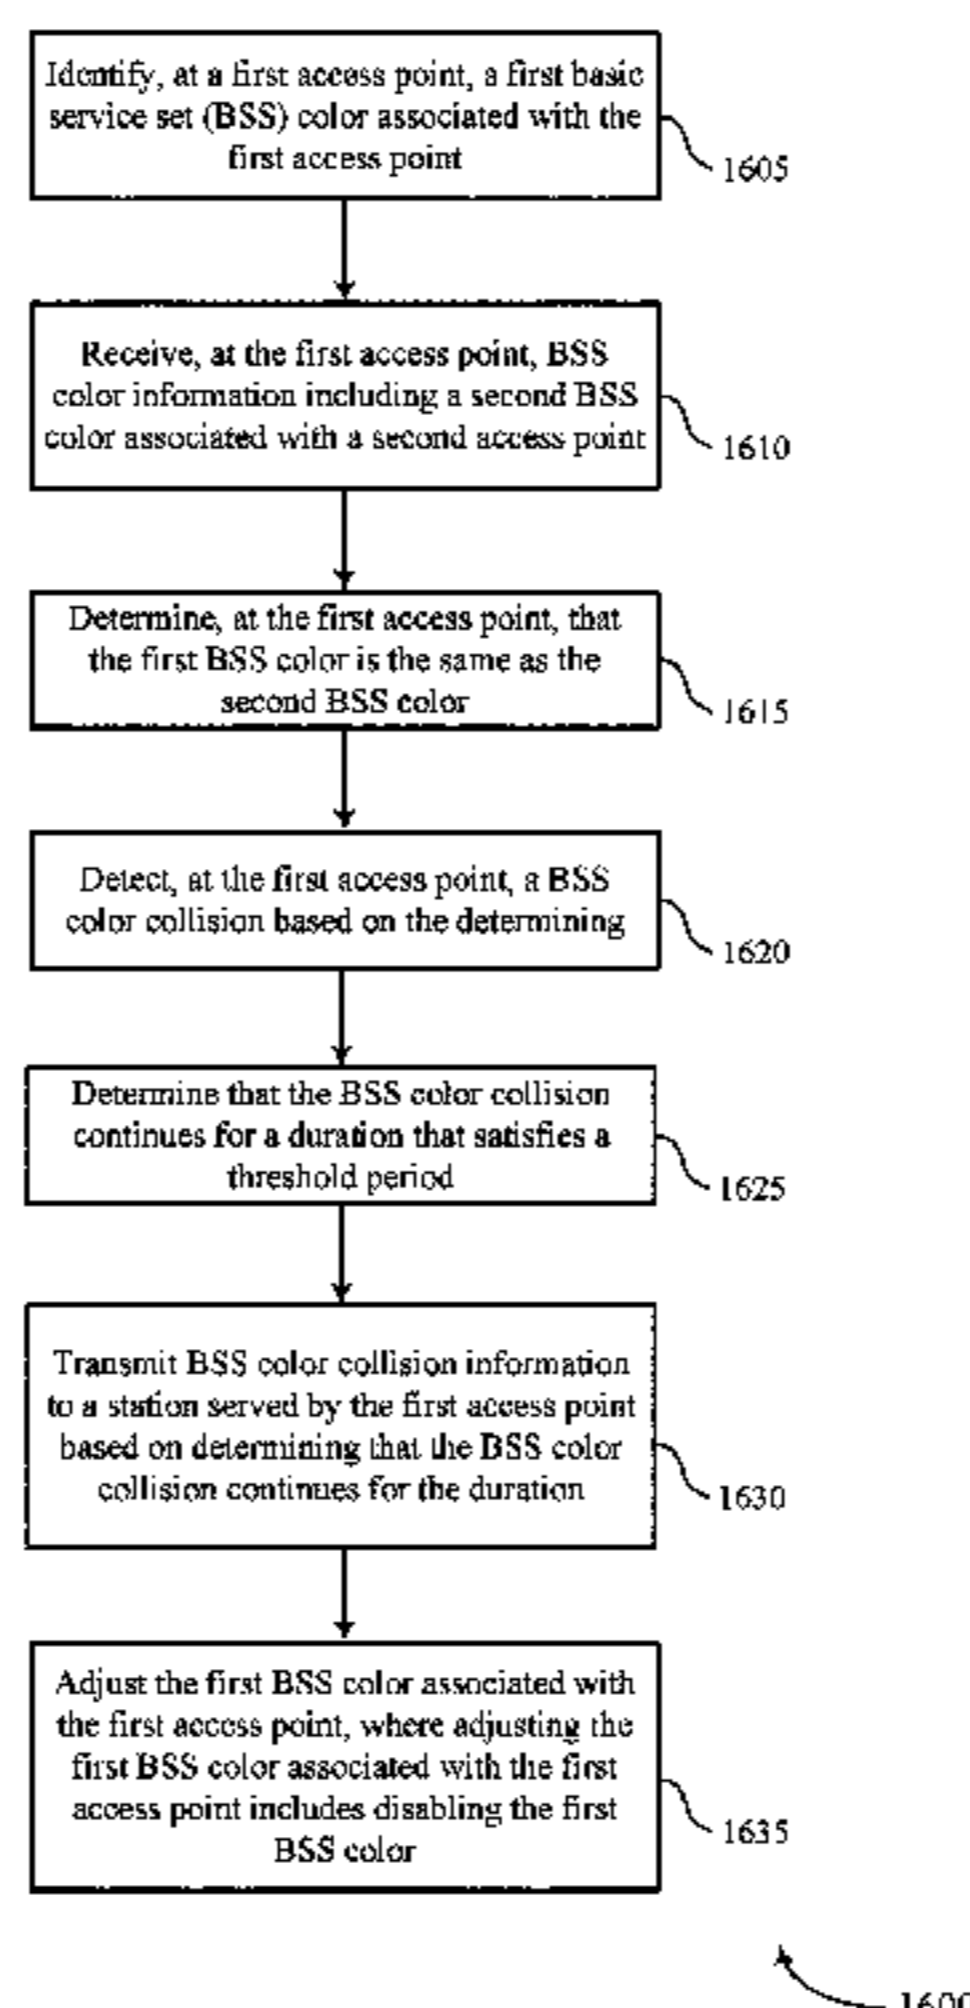 Identify, at a first access point, a first basic
service set (BSS) color associated with the
first access point
1605
Receive, at the first access point, BSS
color information including a second BSS
color associated with a second access point
1610
Determine, at the first access point, that
the first BSS color is the same as the
second BSS color
1615
Detect, at the first access point, a BSS
color collision based on the determining
1620
Determine that the BSS color collision
continues for a duration that satisfies a
threshold period
1625
Transmit BSS color collision information
to a station served by the first access point
based on determining that the BSS color
collision continues for the duration
1630
Adjust the first BSS color associated with
the first access point, where adjusting the
first BSS color associated with the first
access point includes disabling the first
BSS color
1635
1600